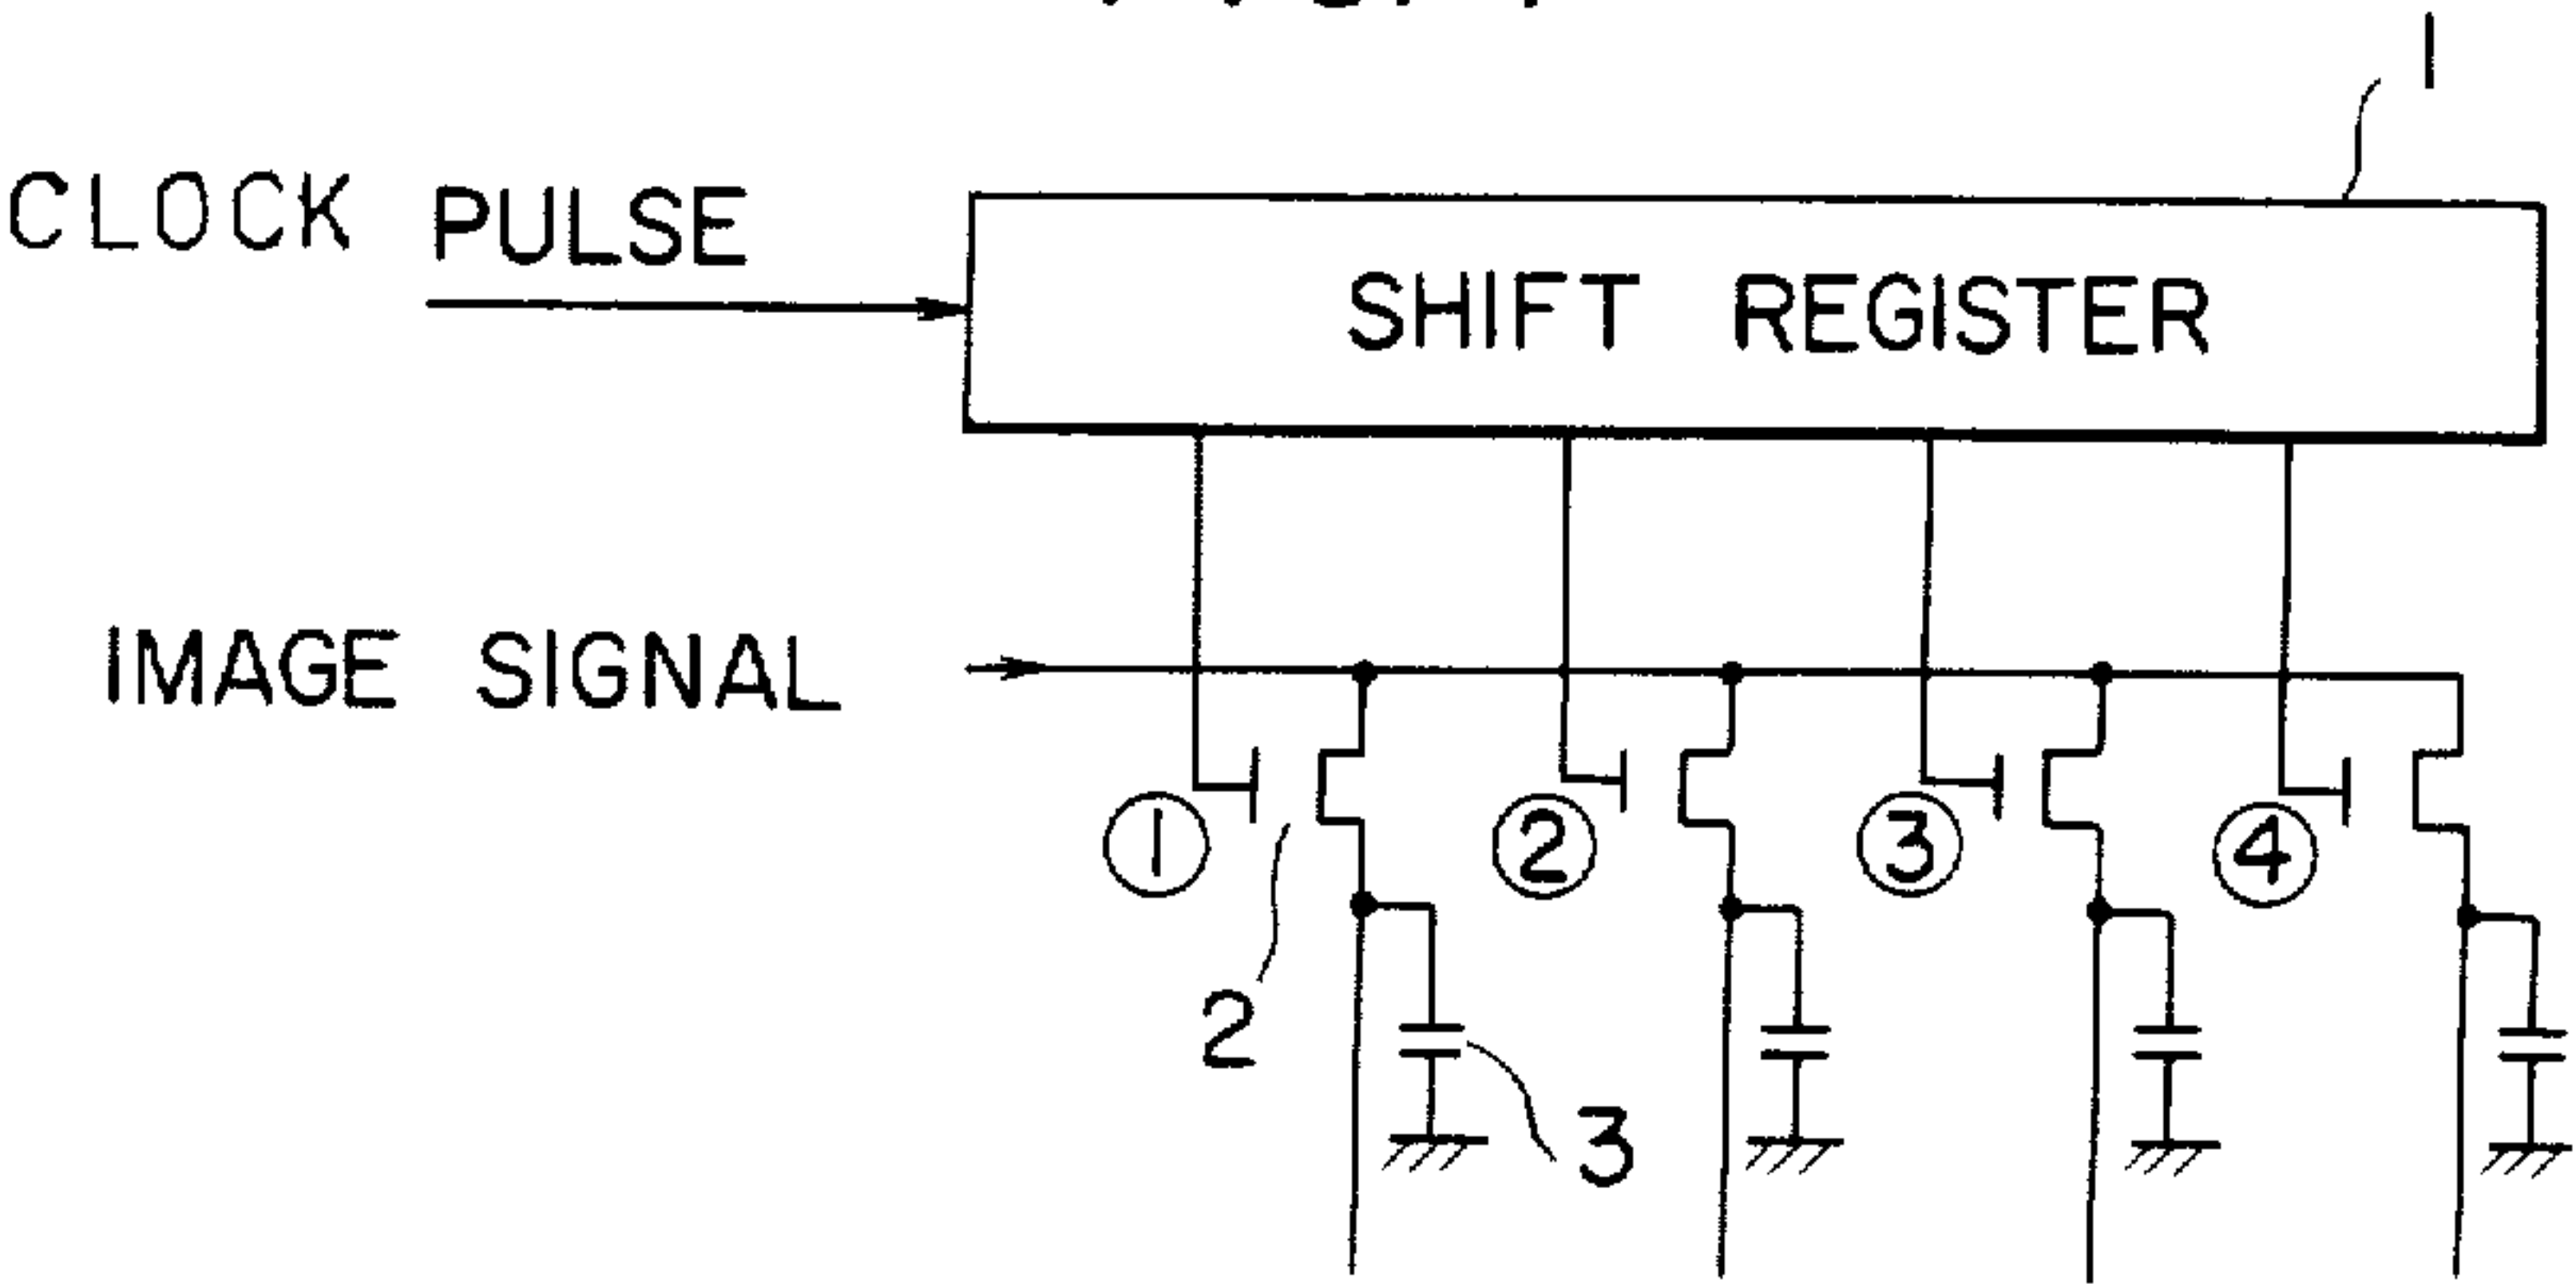 1
CLOCK PULSE
SHIFT REGISTER
IMAGE SIGNAL
① ② ③ ④
2
3